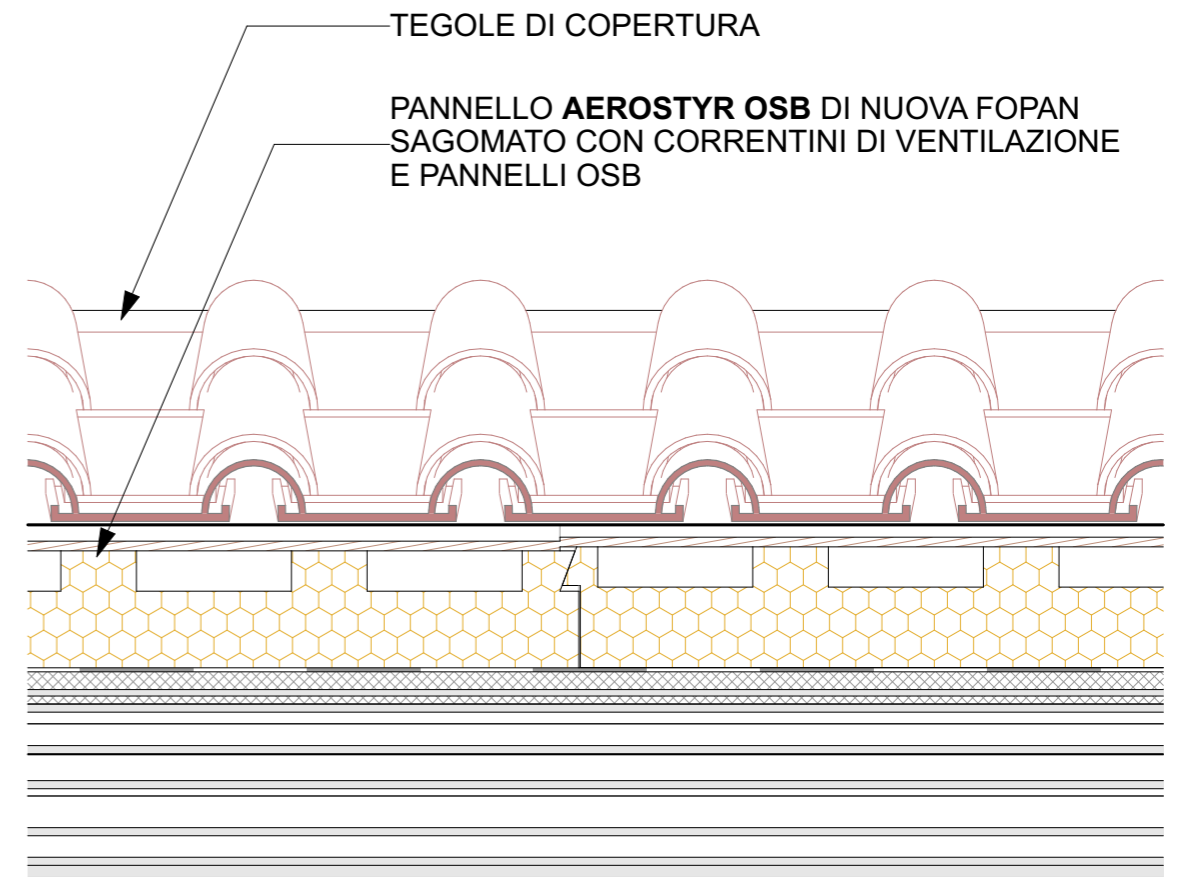 TEGOLE DI COPERTURA
PANNELLO AEROSTYR OSB DI NUOVA FOPAN
SAGOMATO CON CORRENTINI DI VENTILAZIONE
E PANNELLI OSB